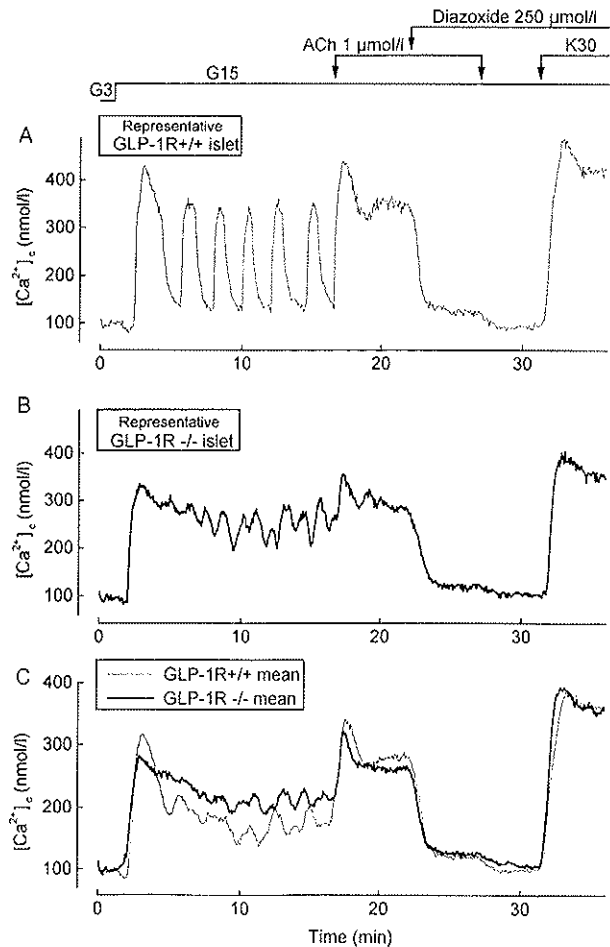 Diazoxide 250 µmol/l
ACh 1 µmol/l
K30
G15
G3
A
Representative
GLP-1R+/+ islet
400
300
200
100
[Ca²⁺]c (nmol/l)
0
10
20
30
B
Representative
GLP-1R -/- islet
400
300
200
100
[Ca²⁺]c (nmol/l)
0
10
20
30
C
GLP-1R+/+ mean
GLP-1R -/- mean
400
300
200
100
[Ca²⁺]c (nmol/l)
0
10
20
30
Time (min)